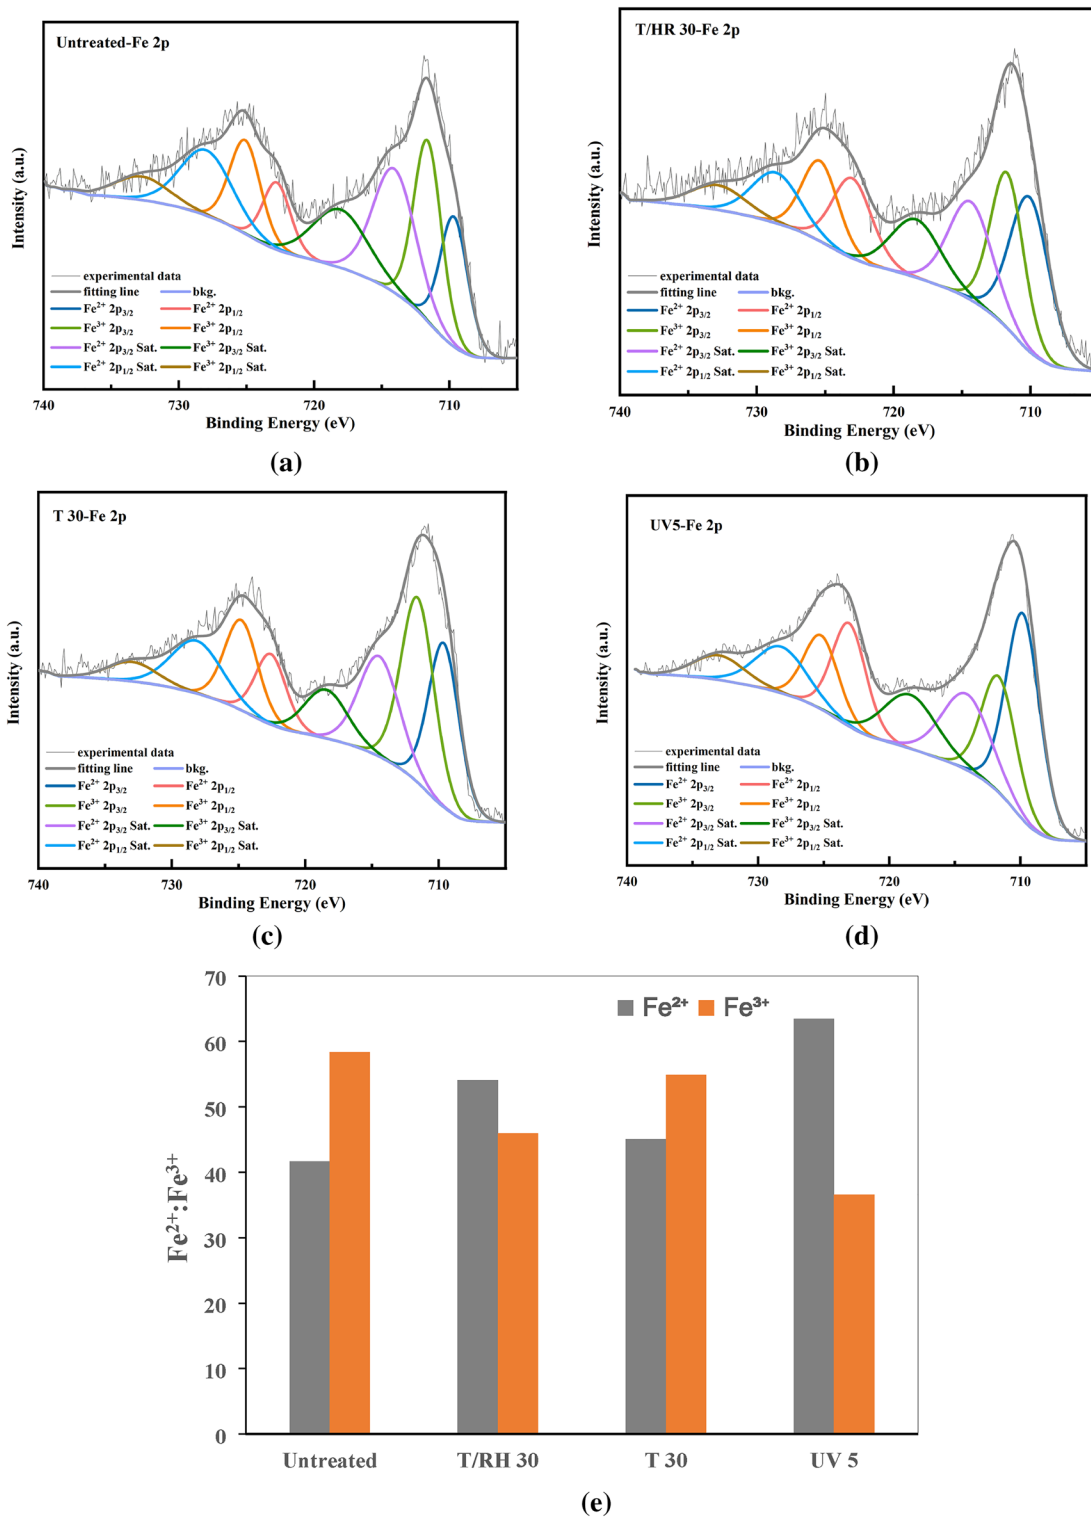 Untreated-Fe 2p
Intensity (a.u.)
experimental data
fitting line bkg.
Fe²⁺ 2p₃/₂ Fe²⁺ 2p₁/₂
Fe³⁺ 2p₃/₂ Fe³⁺ 2p₁/₂
Fe²⁺ 2p₃/₂ Sat. Fe³⁺ 2p₃/₂ Sat.
Fe²⁺ 2p₁/₂ Sat. Fe³⁺ 2p₁/₂ Sat.
740 730 720 710
Binding Energy (eV)
(a)
T/HR 30-Fe 2p
Intensity (a.u.)
experimental data
fitting line bkg.
Fe²⁺ 2p₃/₂ Fe²⁺ 2p₁/₂
Fe³⁺ 2p₃/₂ Fe³⁺ 2p₁/₂
Fe²⁺ 2p₃/₂ Sat. Fe³⁺ 2p₃/₂ Sat.
Fe²⁺ 2p₁/₂ Sat. Fe³⁺ 2p₁/₂ Sat.
740 730 720 710
Binding Energy (eV)
(b)
T 30-Fe 2p
Intensity (a.u.)
experimental data
fitting line bkg.
Fe²⁺ 2p₃/₂ Fe²⁺ 2p₁/₂
Fe³⁺ 2p₃/₂ Fe³⁺ 2p₁/₂
Fe²⁺ 2p₃/₂ Sat. Fe³⁺ 2p₃/₂ Sat.
Fe²⁺ 2p₁/₂ Sat. Fe³⁺ 2p₁/₂ Sat.
740 730 720 710
Binding Energy (eV)
(c)
UV5-Fe 2p
Intensity (a.u.)
experimental data
fitting line bkg.
Fe²⁺ 2p₃/₂ Fe²⁺ 2p₁/₂
Fe³⁺ 2p₃/₂ Fe³⁺ 2p₁/₂
Fe²⁺ 2p₃/₂ Sat. Fe³⁺ 2p₃/₂ Sat.
Fe²⁺ 2p₁/₂ Sat. Fe³⁺ 2p₁/₂ Sat.
740 730 720 710
Binding Energy (eV)
(d)
Fe²⁺ Fe³⁺
Fe²⁺:Fe³⁺
70
60
50
40
30
20
10
0
Untreated T/RH 30 T 30 UV 5
(e)